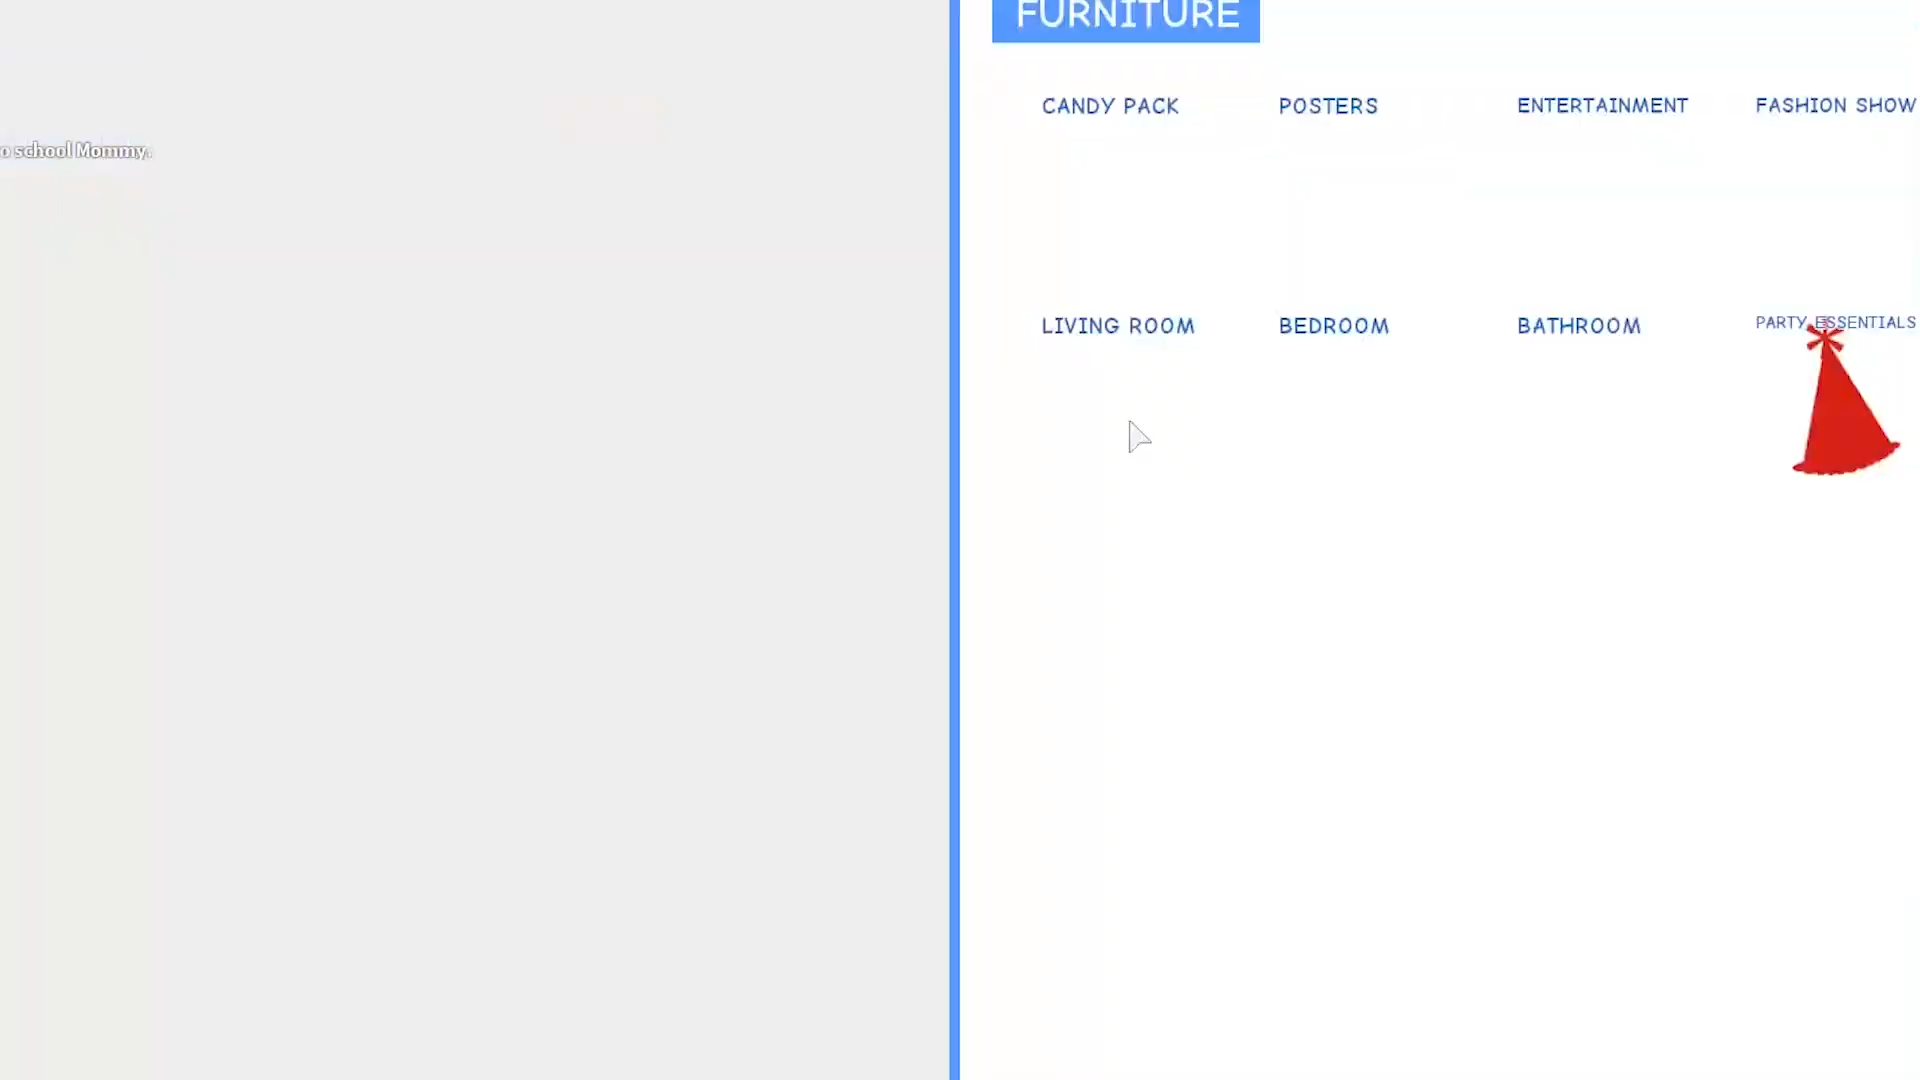 FURNITURE
CANDY PACK
POSTERS
ENTERTAINMENT
FASHION SHOW
o school Mommy.
LIVING ROOM
BEDROOM
BATHROOM
PARTY ESSENTIALS